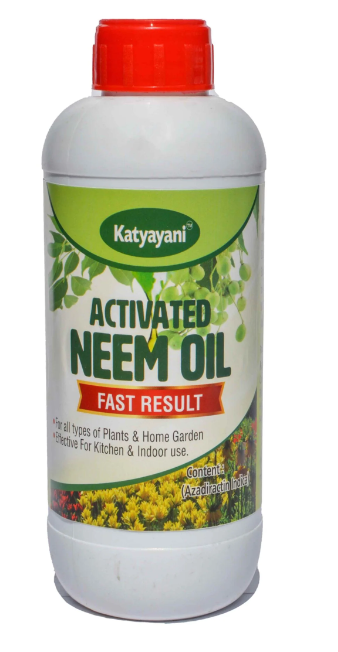 Katyayani™
ACTIVATED
NEEM OIL
FAST RESULT
For all types of Plants & Home Garden
Effective For Kitchen & Indoor use.
Content:
(Azadiractin Indica)